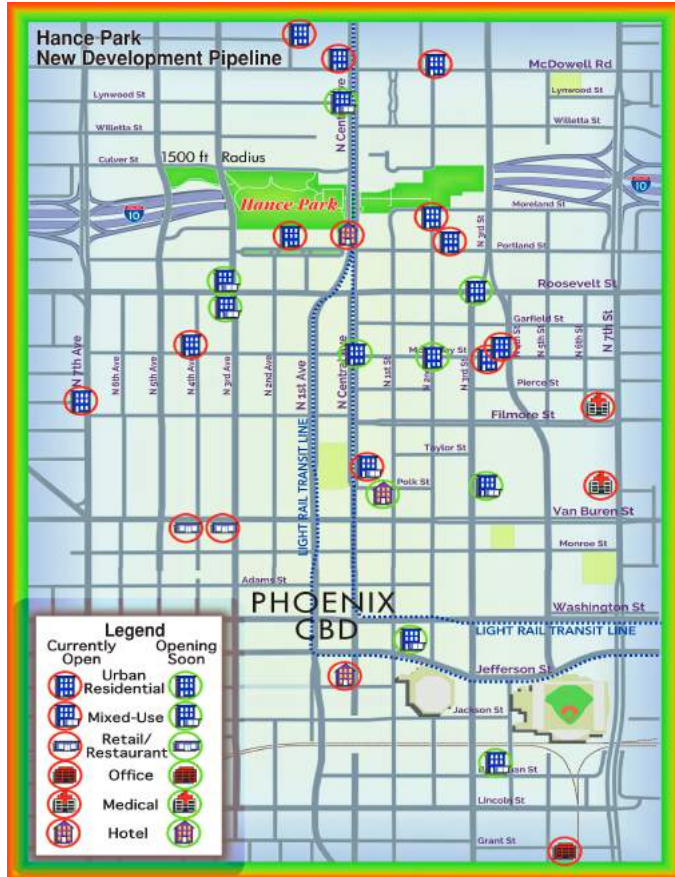 Hance Park
New Development Pipeline
McDowell Rd
Lynwood St
Lynwood St
Willetta St
Willetta St
N Central Ave
Culver St
1500 ft Radius
10
Hance Park
10
Moreland St
N 3rd St
Portland St
Roosevelt St
Garfield St
N 7th Ave
N 6th Ave
N 5th Ave
N 4th Ave
N 3rd Ave
N 2nd Ave
N 1st Ave
N Central Ave
N 1st St
N 3rd St
N 5th St
N 6th St
N 7th St
Pierce St
Filmore St
Taylor St
LIGHT RAIL TRANSIT LINE
Polk St
Van Buren St
Monroe St
Adams St
PHOENIX
CBD
Washington St
LIGHT RAIL TRANSIT LINE
Jefferson St
Jackson St
Lincoln St
Grant St
Legend
Currently Open
Opening Soon
Urban
Residential
Mixed-Use
Retail/
Restaurant
Office
Medical
Hotel